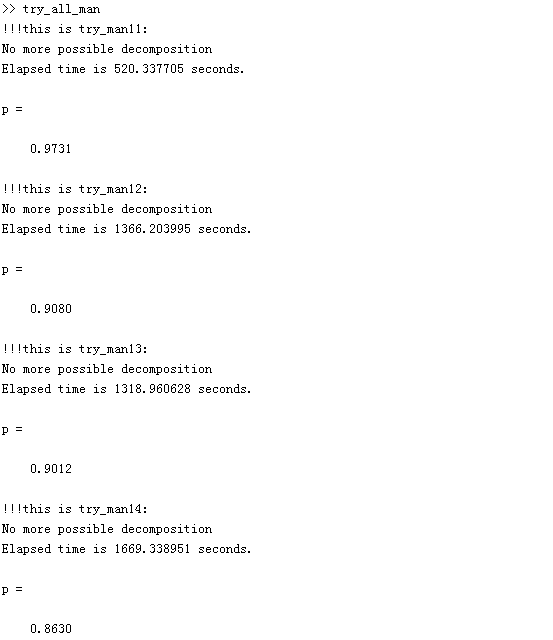 >> try_all_man
!!!this is try_man11:
No more possible decomposition
Elapsed time is 520.337705 seconds.
p =
0.9731
!!!this is try_man12:
No more possible decomposition
Elapsed time is 1366.203995 seconds.
p =
0.9080
!!!this is try_man13:
No more possible decomposition
Elapsed time is 1318.960628 seconds.
p =
0.9012
!!!this is try_man14:
No more possible decomposition
Elapsed time is 1669.338951 seconds.
p =
0.8630